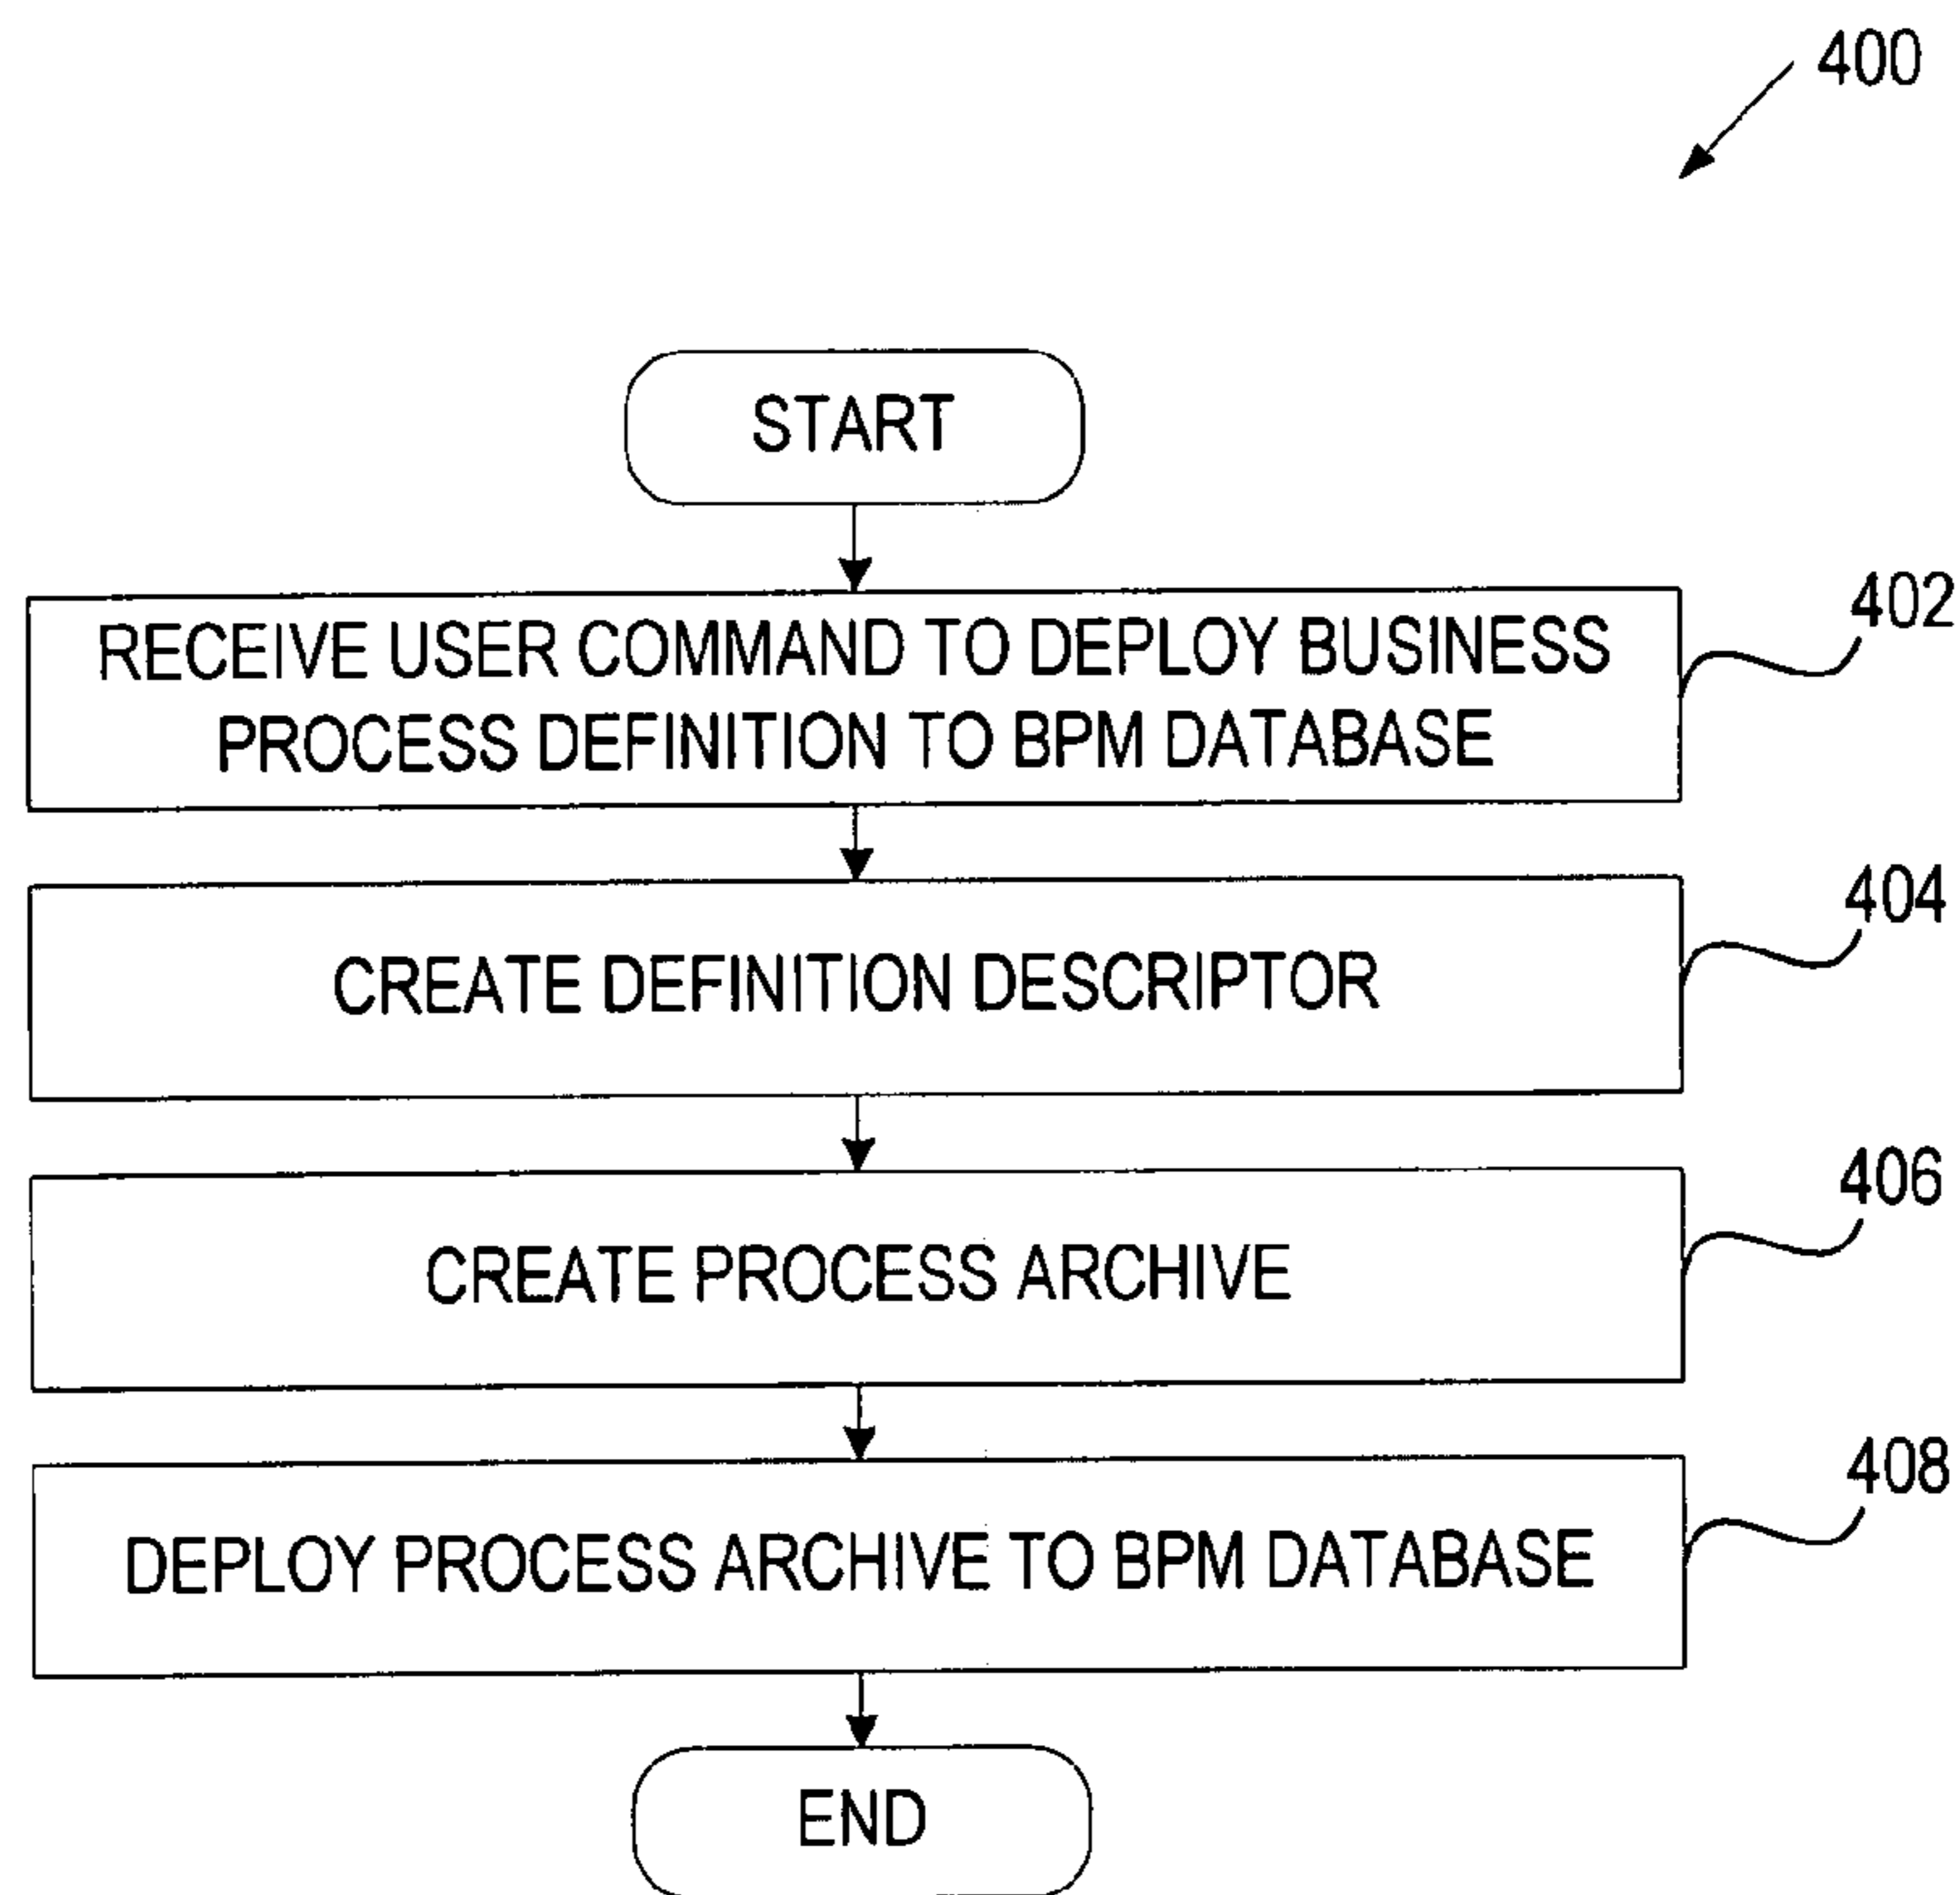 400
START
RECEIVE USER COMMAND TO DEPLOY BUSINESS
PROCESS DEFINITION TO BPM DATABASE
402
CREATE DEFINITION DESCRIPTOR
404
CREATE PROCESS ARCHIVE
406
DEPLOY PROCESS ARCHIVE TO BPM DATABASE
408
END